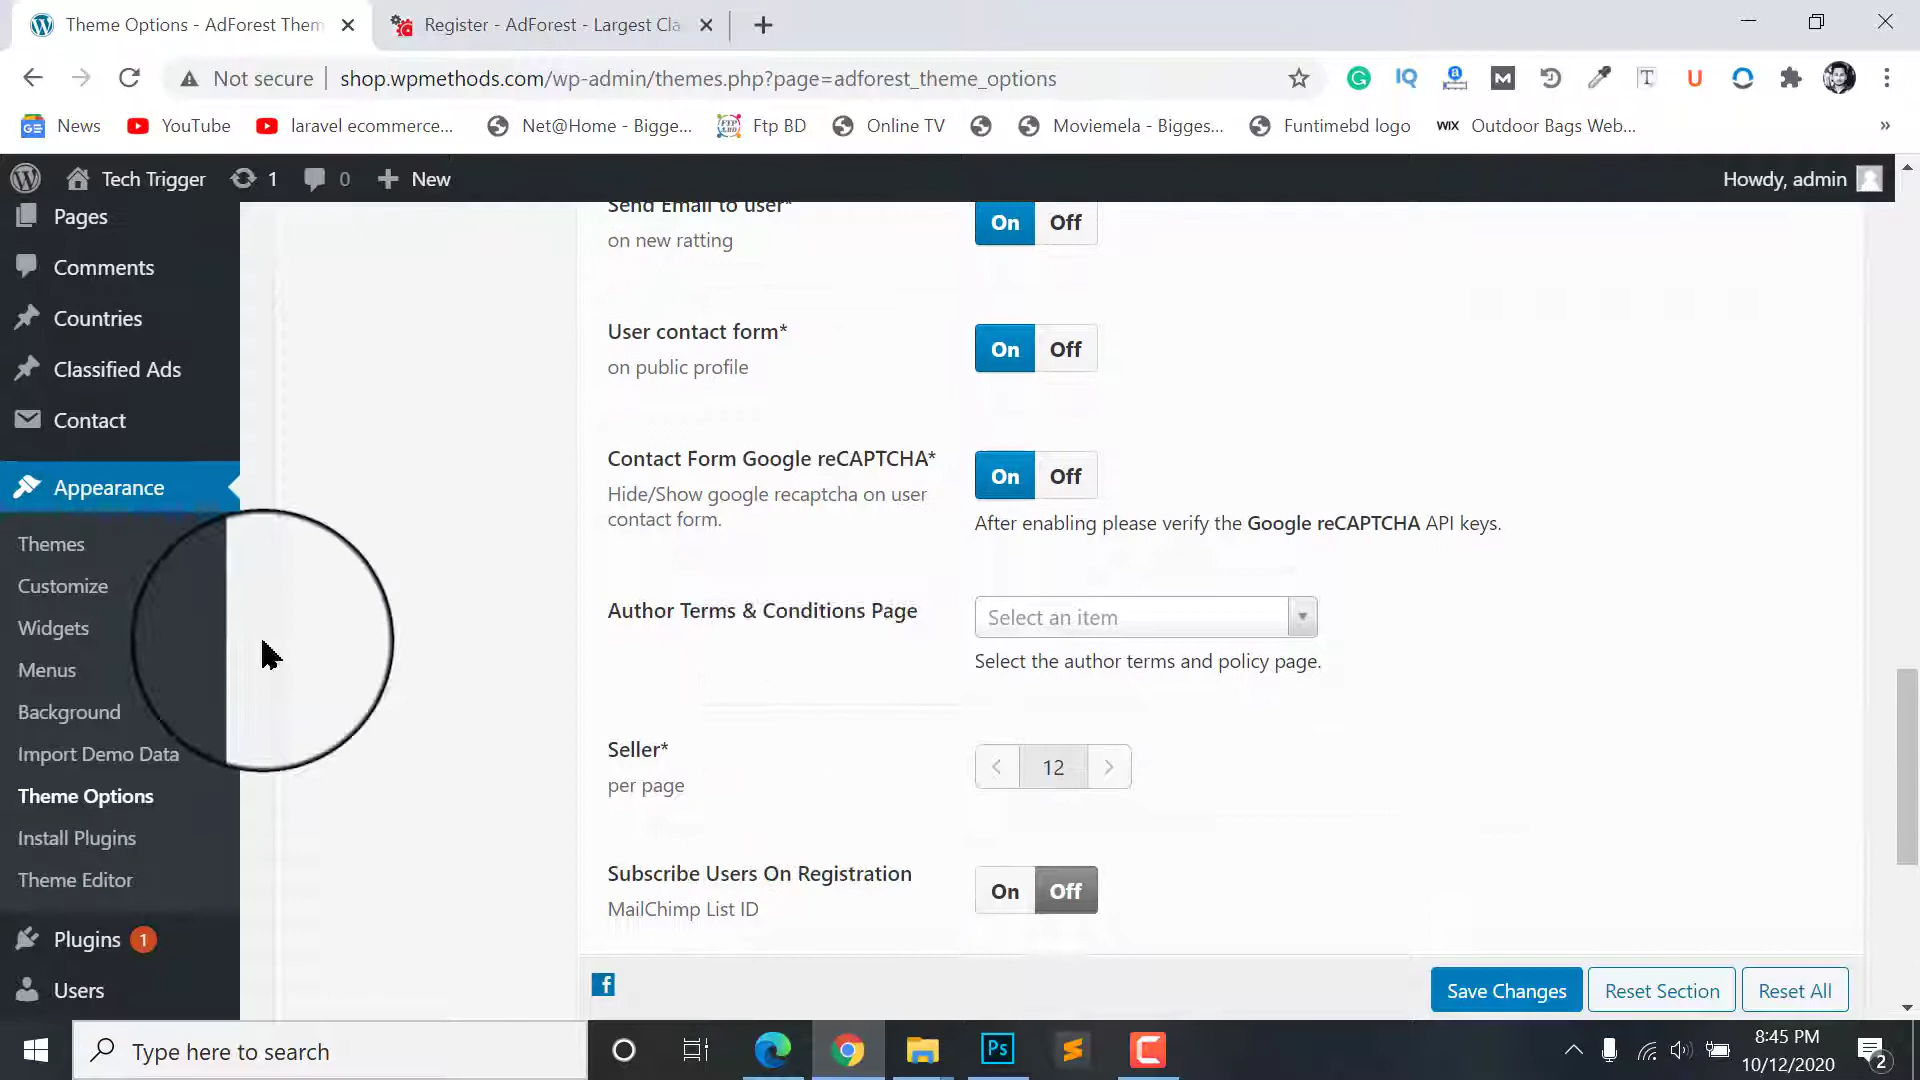 Theme Options - AdForest Them
Register - AdForest - Largest Cla
Not secure
shop.wpmethods.com/wp-admin/themes.php?page=adforest_theme_options
News
YouTube
laravel ecommerce...
Net@Home - Bigge...
Ftp BD
Online TV
Moviemela - Bigges...
Funtimebd logo
WIX Outdoor Bags Web...
Tech Trigger
1
0
New
Howdy, admin
Pages
Comments
Countries
Classified Ads
Contact
Appearance
Themes
Customize
Widgets
Menus
Background
Import Demo Data
Theme Options
Install Plugins
Theme Editor
Plugins 1
Users
Send Email to user*
on new ratting
On Off
User contact form*
on public profile
On Off
Contact Form Google reCAPTCHA*
Hide/Show google recaptcha on user
contact form.
On Off
After enabling please verify the Google reCAPTCHA API keys.
Author Terms & Conditions Page
Select an item
Select the author terms and policy page.
Seller*
per page
12
Subscribe Users On Registration
MailChimp List ID
On Off
Save Changes
Reset Section
Reset All
Type here to search
Ps
8:45 PM
10/12/2020
2